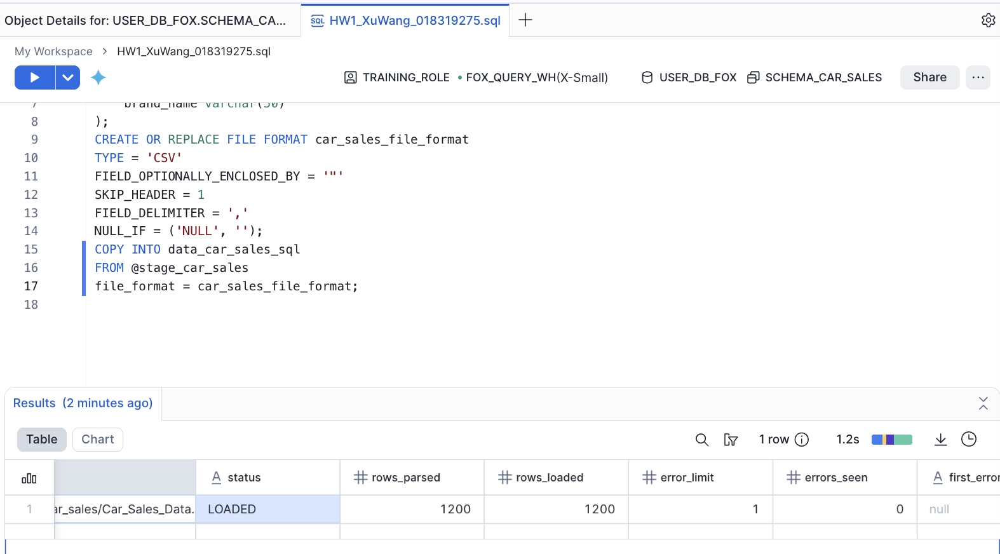 Object Details for: USER_DB_FOX.SCHEMA_CA...
SQL HW1_XuWang_018319275.sql
My Workspace > HW1_XuWang_018319275.sql
TRAINING_ROLE • FOX_QUERY_WH(X-Small) USER_DB_FOX SCHEMA_CAR_SALES Share ...
7 brand_name varchar(50)
8 );
9 CREATE OR REPLACE FILE FORMAT car_sales_file_format
10 TYPE = 'CSV'
11 FIELD_OPTIONALLY_ENCLOSED_BY = '"'
12 SKIP_HEADER = 1
13 FIELD_DELIMITER = ','
14 NULL_IF = ('NULL', '');
15 COPY INTO data_car_sales_sql
16 FROM @stage_car_sales
17 file_format = car_sales_file_format;
18
Results (2 minutes ago)
Table Chart 1 row 1.2s
A status # rows_parsed # rows_loaded # error_limit # errors_seen A first_error
1 ar_sales/Car_Sales_Data. LOADED 1200 1200 1 0 null